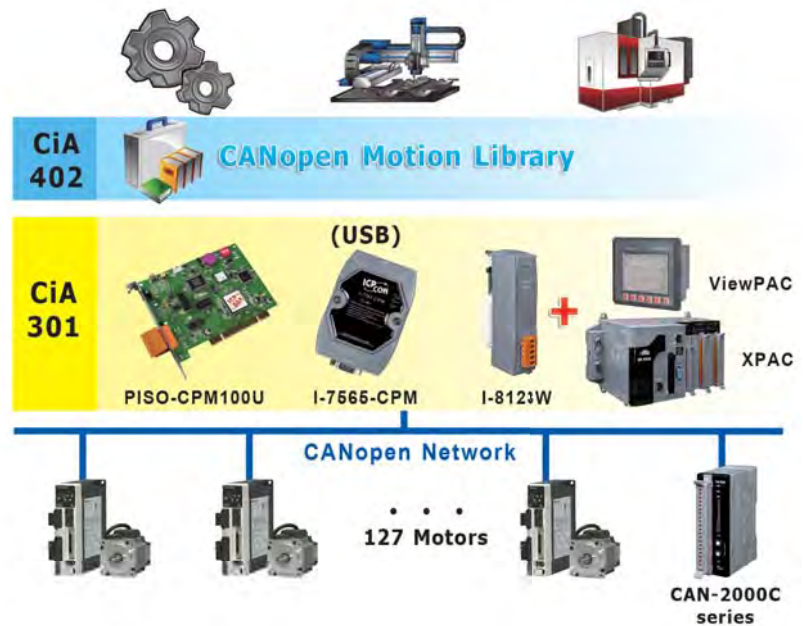 CiA
402
CANopen Motion Library
CiA
301
(USB)
ViewPAC
XPAC
PISO-CPM100U
I-7565-CPM
I-8123W
CANopen Network
. . .
127 Motors
CAN-2000C
series